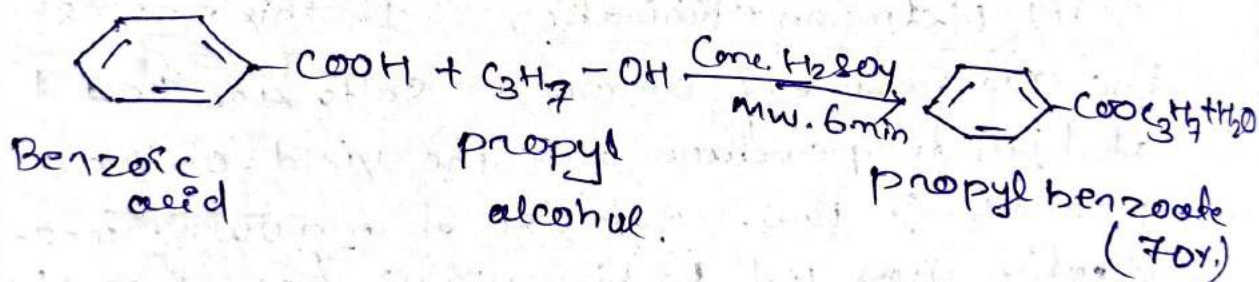 COOH + C3H7 - OH Conc. H2SO4 COOC3H7 + H2O
MW. 6min
Benzoic acid
propyl alcohol.
propyl benzoate
(70%)